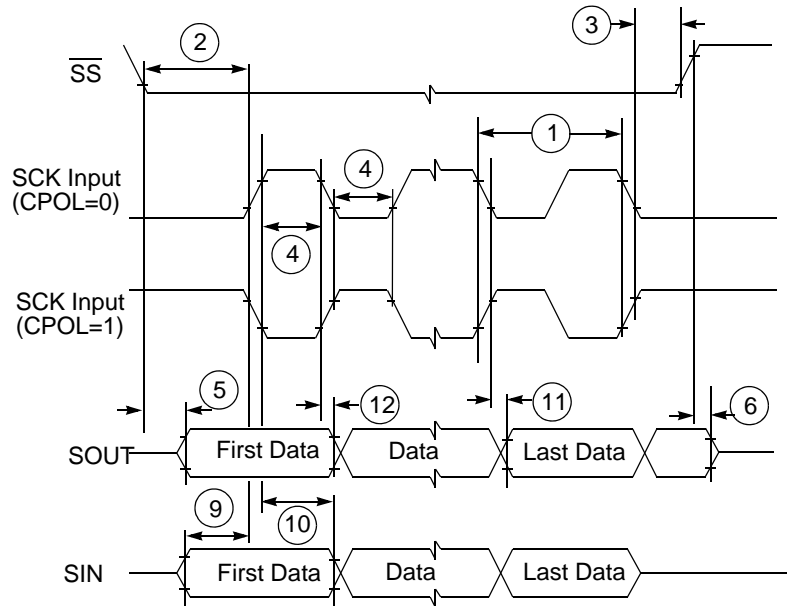 2
3
SS
1
SCK Input
(CPOL=0)
4
4
SCK Input
(CPOL=1)
5
12
11
6
SOUT
First Data
Data
Last Data
9
10
SIN
First Data
Data
Last Data